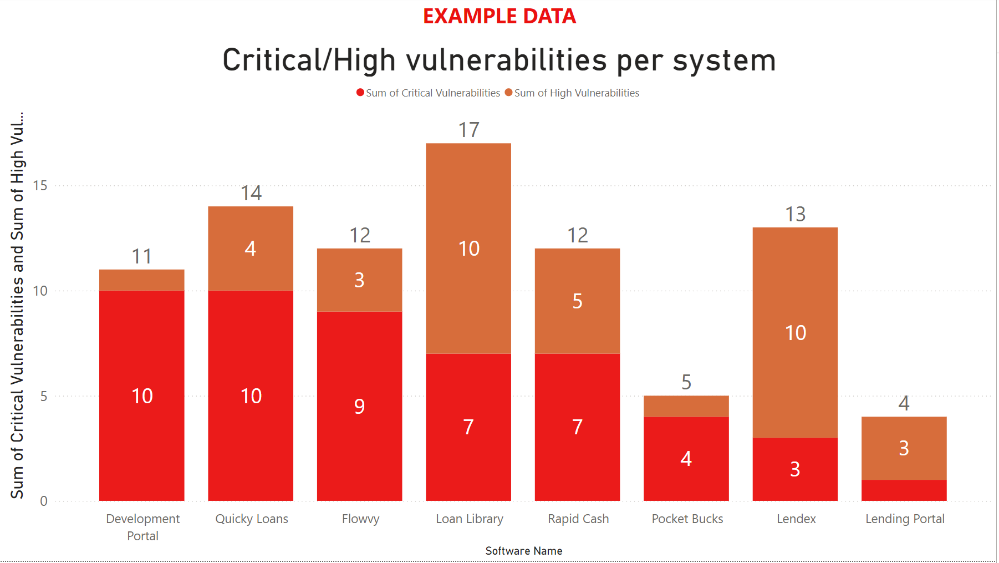 EXAMPLE DATA
Critical/High vulnerabilities per system
Sum of Critical Vulnerabilities Sum of High Vulnerabilities
Sum of Critical Vulnerabilities and Sum of High Vul...
15
10
5
0
11
10
14
4
10
12
3
9
17
10
7
12
5
7
5
4
13
10
3
4
3
Development
Portal
Quicky Loans
Flowvy
Loan Library
Rapid Cash
Pocket Bucks
Lendex
Lending Portal
Software Name